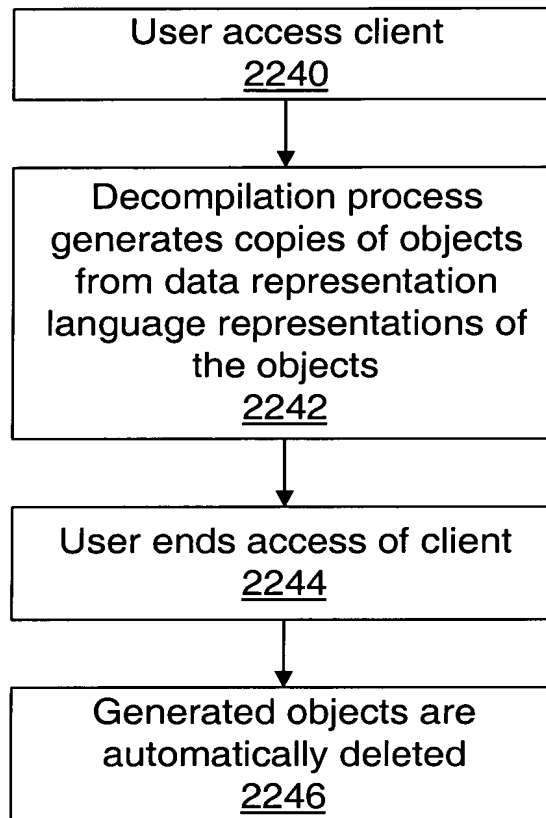 User access client
2240
Decompilation process
generates copies of objects
from data representation
language representations of
the objects
2242
User ends access of client
2244
Generated objects are
automatically deleted
2246